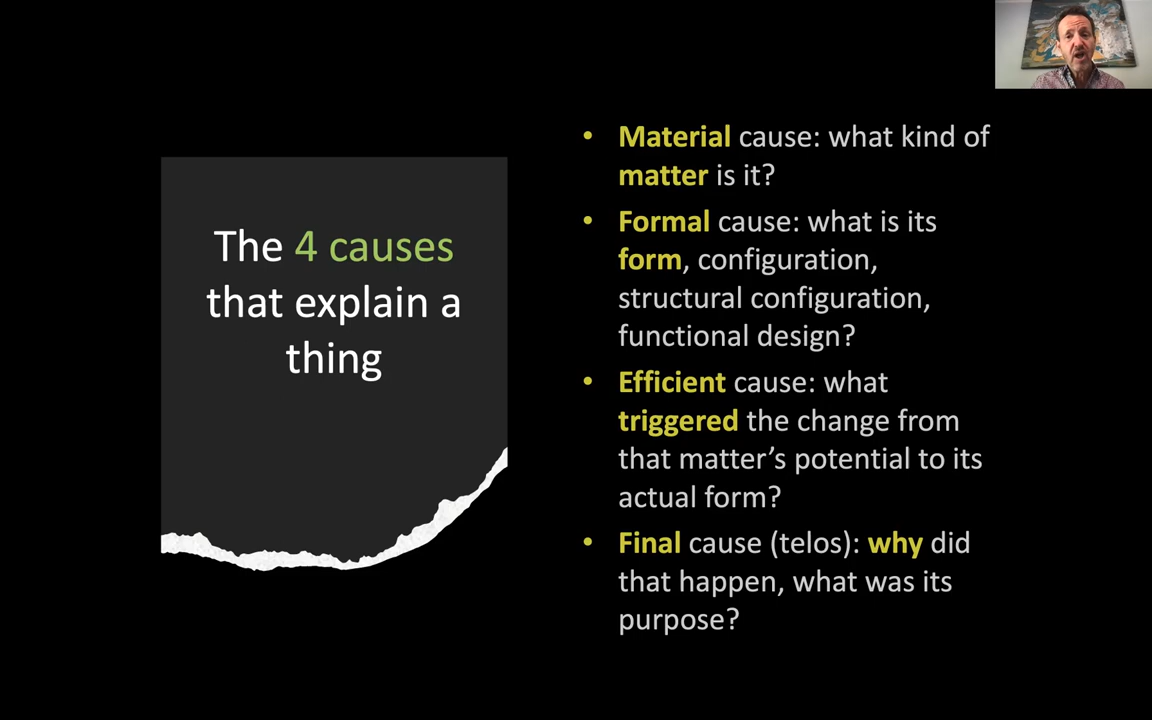 The 4 causes
that explain a
thing
• Material cause: what kind of
matter is it?
• Formal cause: what is its
form, configuration,
structural configuration,
functional design?
• Efficient cause: what
triggered the change from
that matter’s potential to its
actual form?
• Final cause (telos): why did
that happen, what was its
purpose?